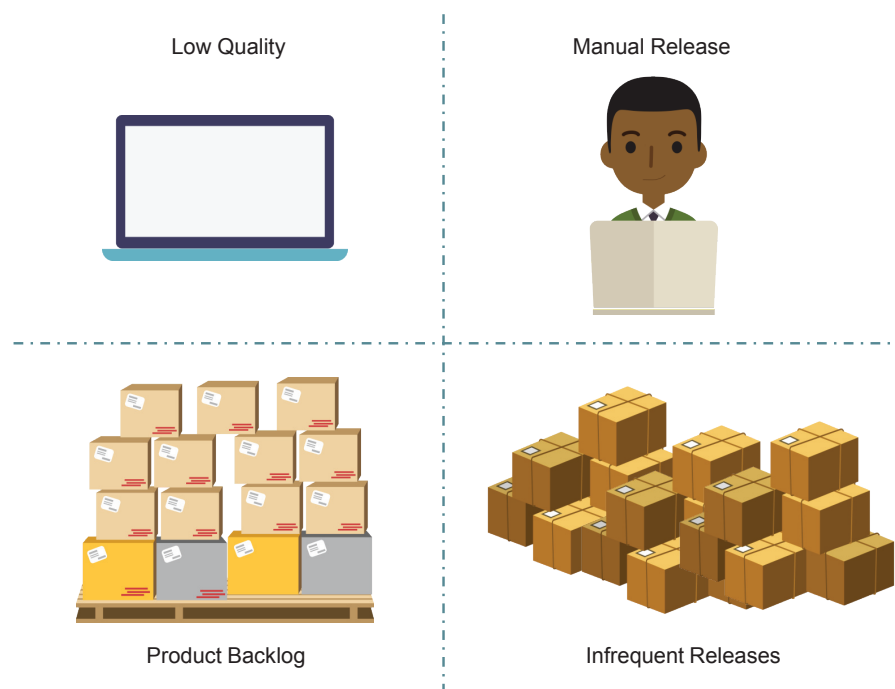 Low Quality
Manual Release
Product Backlog
Infrequent Releases